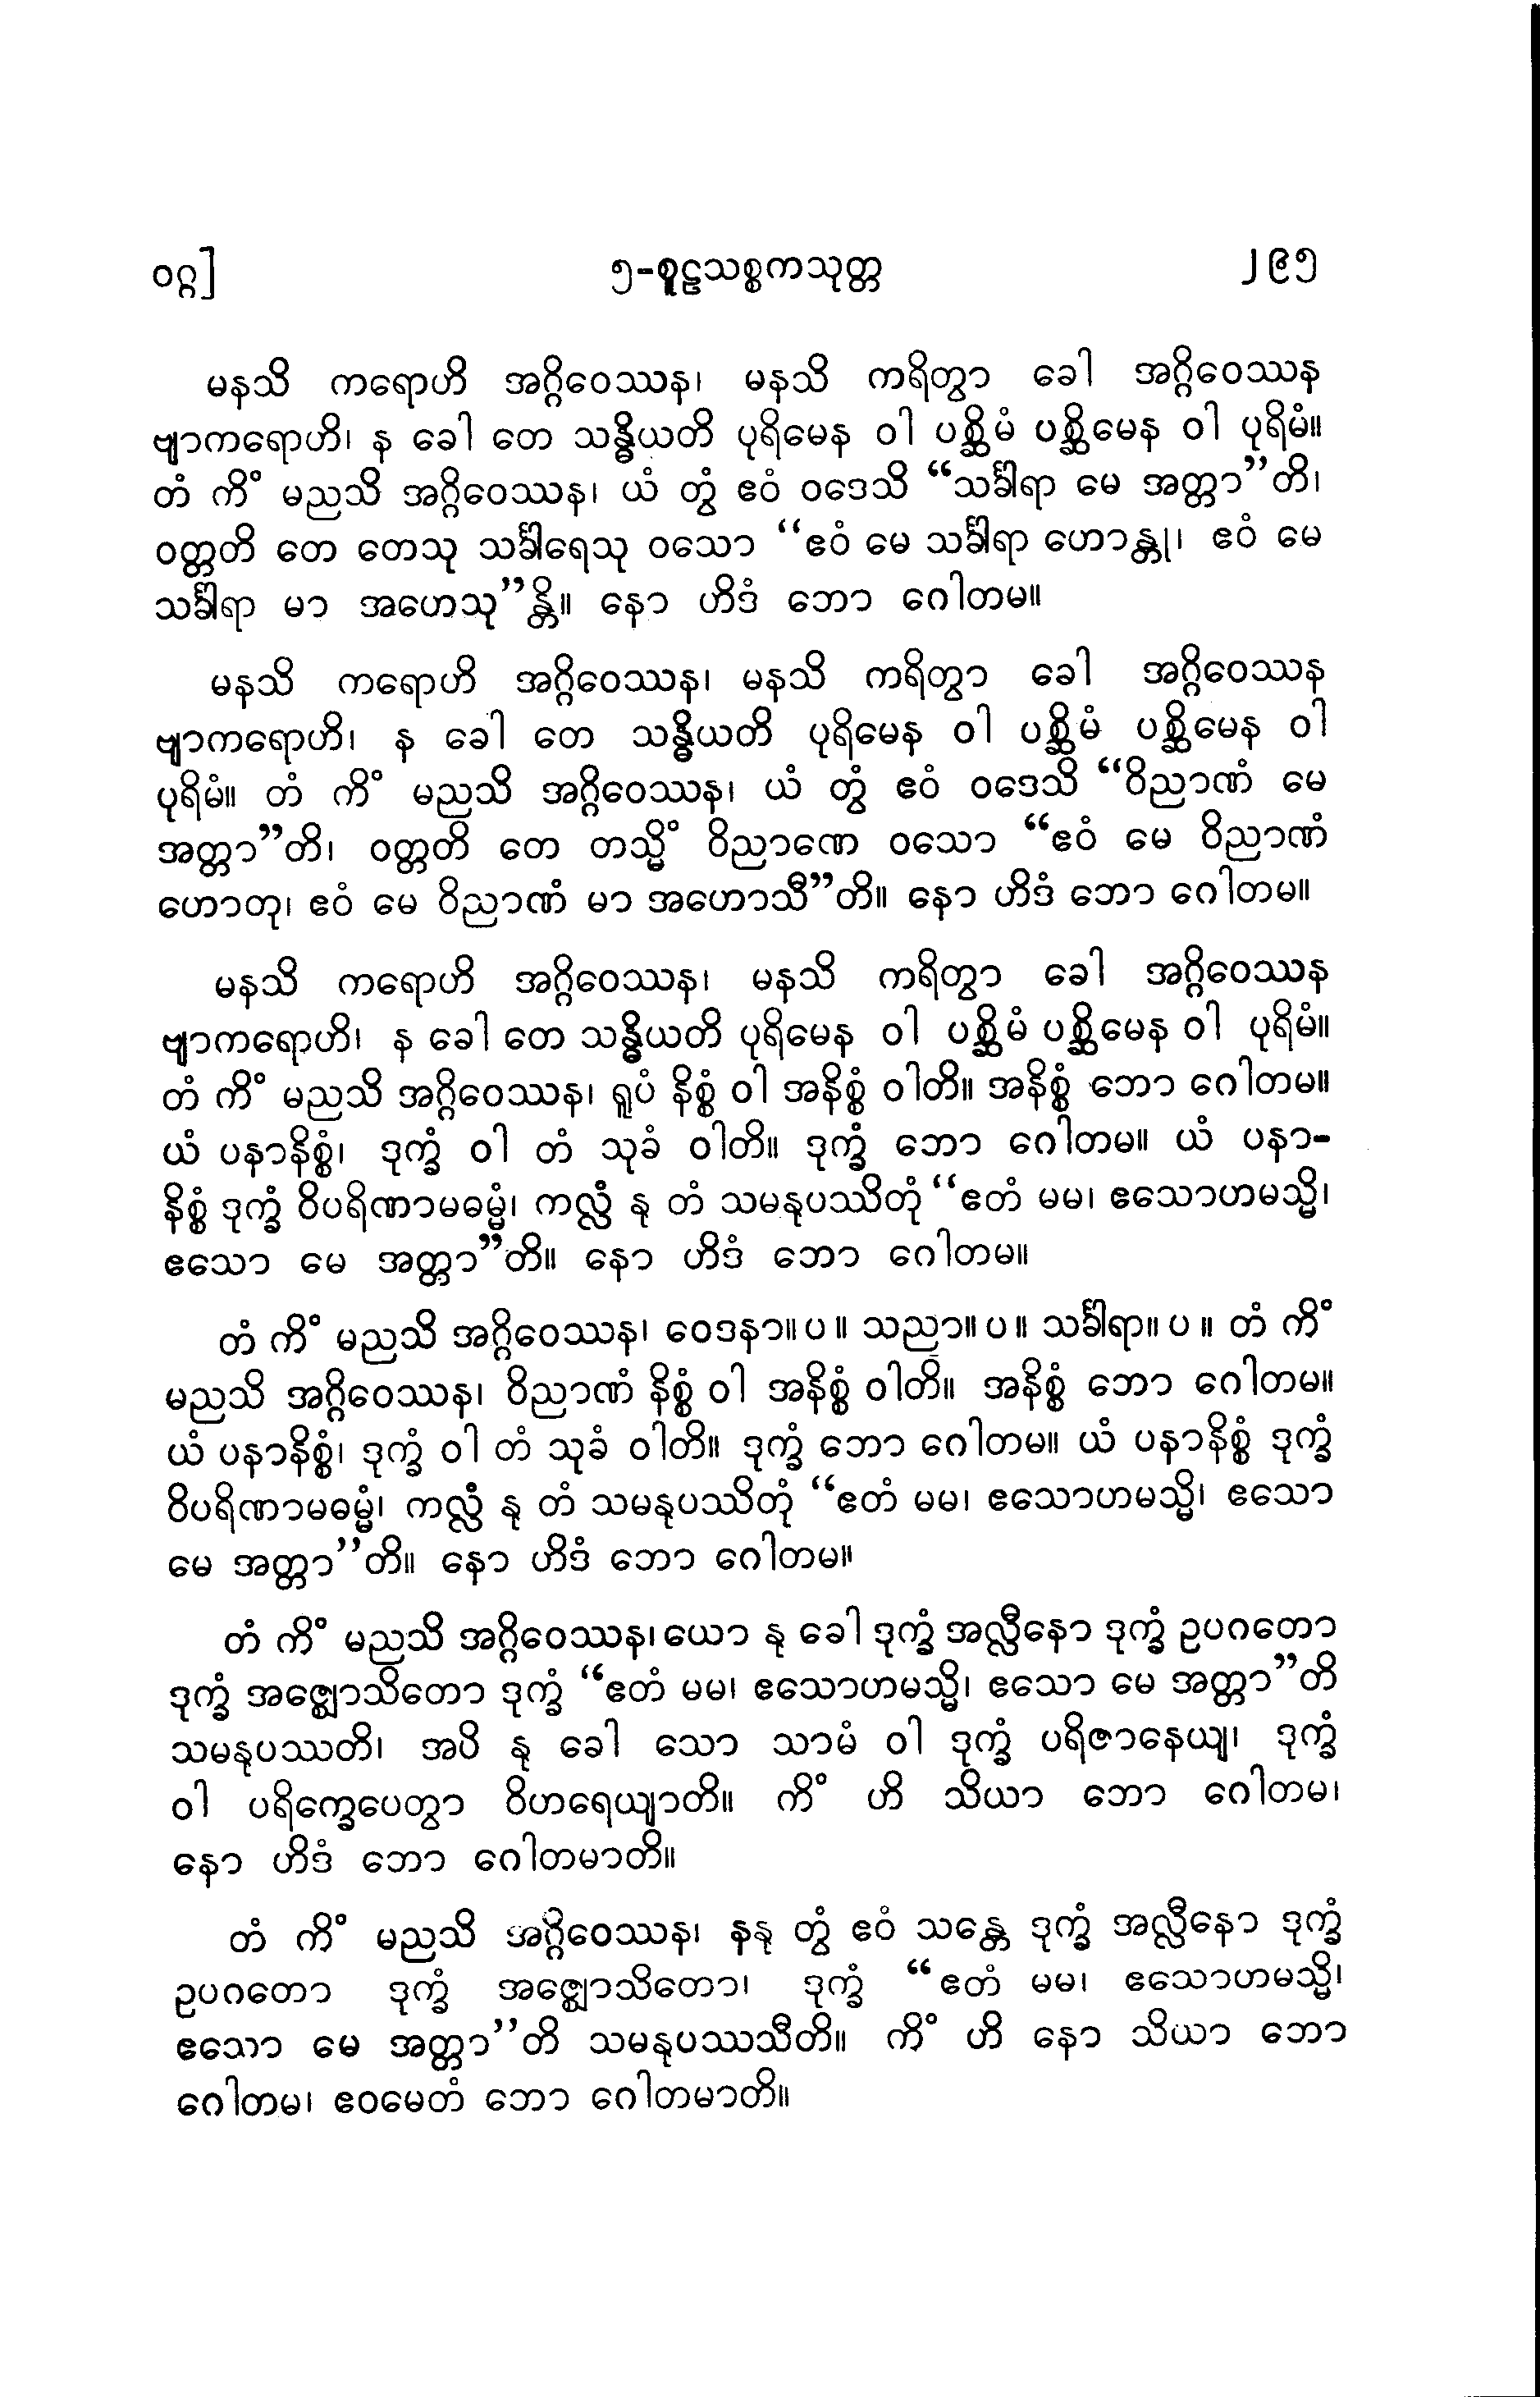 ဝဂ္ဂ]
၅-စူဠသစ္စကသုတ္တ
၂၉၅
မနသိ ကရောဟိ အဂ္ဂိဝေဿန၊ မနသိ ကရိတွာ ခေါ အဂ္ဂိဝေဿန
ဗျာကရောဟိ၊ န ခေါ တေ သန္ဓိယတိ ပုရိမေန ဝါ ပစ္ဆိမံ ပစ္ဆိမေန ဝါ ပုရိမံ။
တံ ကိံ မညသိ အဂ္ဂိဝေဿန၊ ယံ တွံ ဧဝံ ဝဒေသိ “သင်္ခါရာ မေ အတ္တာ”တိ၊
ဝတ္တတိ တေ တေသု သင်္ခါရေသု ဝသော “ဧဝံ မေ သင်္ခါရာ ဟောန္တု၊ ဧဝံ မေ
သင်္ခါရာ မာ အဟေသု”န္တိ။ နော ဟိဒံ ဘော ဂေါတမ။
မနသိ ကရောဟိ အဂ္ဂိဝေဿန၊ မနသိ ကရိတွာ ခေါ အဂ္ဂိဝေဿန
ဗျာကရောဟိ၊ န ခေါ တေ သန္ဓိယတိ ပုရိမေန ဝါ ပစ္ဆိမံ ပစ္ဆိမေန ဝါ
ပုရိမံ။ တံ ကိံ မညသိ အဂ္ဂိဝေဿန၊ ယံ တွံ ဧဝံ ဝဒေသိ “ဝိညာဏံ မေ
အတ္တာ”တိ၊ ဝတ္တတိ တေ တသ္မိံ ဝိညာဏေ ဝသော “ဧဝံ မေ ဝိညာဏံ
ဟောတု၊ ဧဝံ မေ ဝိညာဏံ မာ အဟောသီ”တိ။ နော ဟိဒံ ဘော ဂေါတမ။
မနသိ ကရောဟိ အဂ္ဂိဝေဿန၊ မနသိ ကရိတွာ ခေါ အဂ္ဂိဝေဿန
ဗျာကရောဟိ၊ န ခေါ တေ သန္ဓိယတိ ပုရိမေန ဝါ ပစ္ဆိမံ ပစ္ဆိမေန ဝါ ပုရိမံ။
တံ ကိံ မညသိ အဂ္ဂိဝေဿန၊ ရူပံ နိစ္စံ ဝါ အနိစ္စံ ဝါတိ။ အနိစ္စံ ဘော ဂေါတမ။
ယံ ပနာနိစ္စံ၊ ဒုက္ခံ ဝါ တံ သုခံ ဝါတိ။ ဒုက္ခံ ဘော ဂေါတမ။ ယံ ပနာ-
နိစ္စံ ဒုက္ခံ ဝိပရိဏာမဓမ္မံ၊ ကလ္လံ နု တံ သမနုပဿိတုံ “ဧတံ မမ၊ ဧသောဟမသ္မိ၊
ဧသော မေ အတ္တာ”တိ။ နော ဟိဒံ ဘော ဂေါတမ။
တံ ကိံ မညသိ အဂ္ဂိဝေဿန၊ ဝေဒနာ။ပ။ သညာ။ပ။ သင်္ခါရာ။ပ။ တံ ကိံ
မညသိ အဂ္ဂိဝေဿန၊ ဝိညာဏံ နိစ္စံ ဝါ အနိစ္စံ ဝါတိ။ အနိစ္စံ ဘော ဂေါတမ။
ယံ ပနာနိစ္စံ၊ ဒုက္ခံ ဝါ တံ သုခံ ဝါတိ။ ဒုက္ခံ ဘော ဂေါတမ။ ယံ ပနာနိစ္စံ ဒုက္ခံ
ဝိပရိဏာမဓမ္မံ၊ ကလ္လံ နု တံ သမနုပဿိတုံ “ဧတံ မမ၊ ဧသောဟမသ္မိ၊ ဧသော
မေ အတ္တာ”တိ။ နော ဟိဒံ ဘော ဂေါတမ။
တံ ကိံ မညသိ အဂ္ဂိဝေဿန၊ယော နု ခေါ ဒုက္ခံ အလ္လီနော ဒုက္ခံ ဥပဂတော
ဒုက္ခံ အဇ္ဈောသိတော ဒုက္ခံ “ဧတံ မမ၊ ဧသောဟမသ္မိ၊ ဧသော မေ အတ္တာ”တိ
သမနုပဿတိ၊ အပိ နု ခေါ သော သာမံ ဝါ ဒုက္ခံ ပရိဇာနေယျ၊ ဒုက္ခံ
ဝါ ပရိက္ခေပေတွာ ဝိဟရေယျာတိ။ ကိံ ဟိ သိယာ ဘော ဂေါတမ၊
နော ဟိဒံ ဘော ဂေါတမာတိ။
တံ ကိံ မညသိ အဂ္ဂိဝေဿန၊ နနု တွံ ဧဝံ သန္တေ ဒုက္ခံ အလ္လီနော ဒုက္ခံ
ဥပဂတော ဒုက္ခံ အဇ္ဈောသိတော၊ ဒုက္ခံ “ဧတံ မမ၊ ဧသောဟမသ္မိ၊
ဧသော မေ အတ္တာ”တိ သမနုပဿသီတိ။ ကိံ ဟိ နော သိယာ ဘော
ဂေါတမ၊ ဧဝမေတံ ဘော ဂေါတမာတိ။